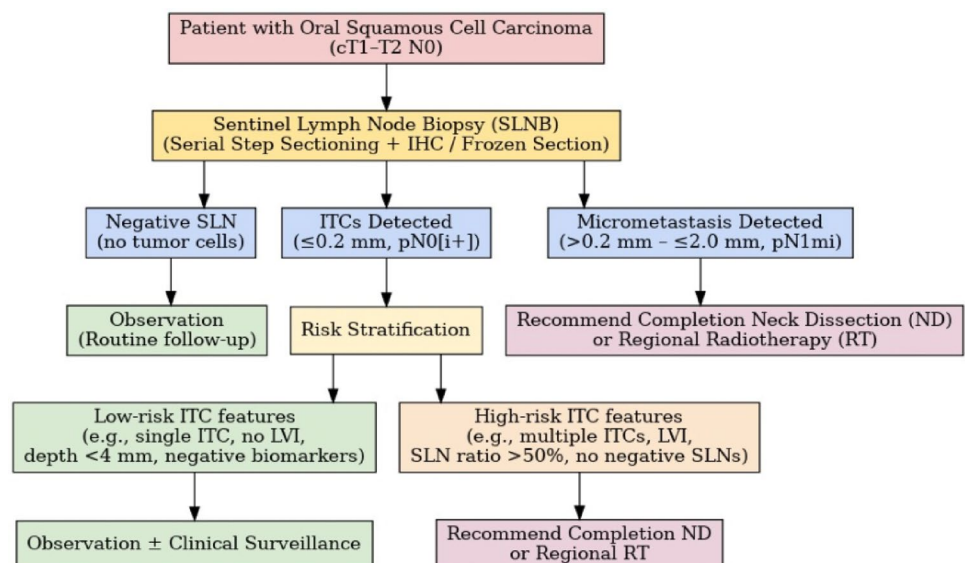 Patient with Oral Squamous Cell Carcinoma
(cT1–T2 N0)
Sentinel Lymph Node Biopsy (SLNB)
(Serial Step Sectioning + IHC / Frozen Section)
Negative SLN
(no tumor cells)
ITCs Detected
(≤0.2 mm, pN0[i+])
Micrometastasis Detected
(>0.2 mm – ≤2.0 mm, pN1mi)
Observation
(Routine follow-up)
Risk Stratification
Recommend Completion Neck Dissection (ND)
or Regional Radiotherapy (RT)
Low-risk ITC features
(e.g., single ITC, no LVI,
depth <4 mm, negative biomarkers)
High-risk ITC features
(e.g., multiple ITCs, LVI,
SLN ratio >50%, no negative SLNs)
Observation ± Clinical Surveillance
Recommend Completion ND
or Regional RT